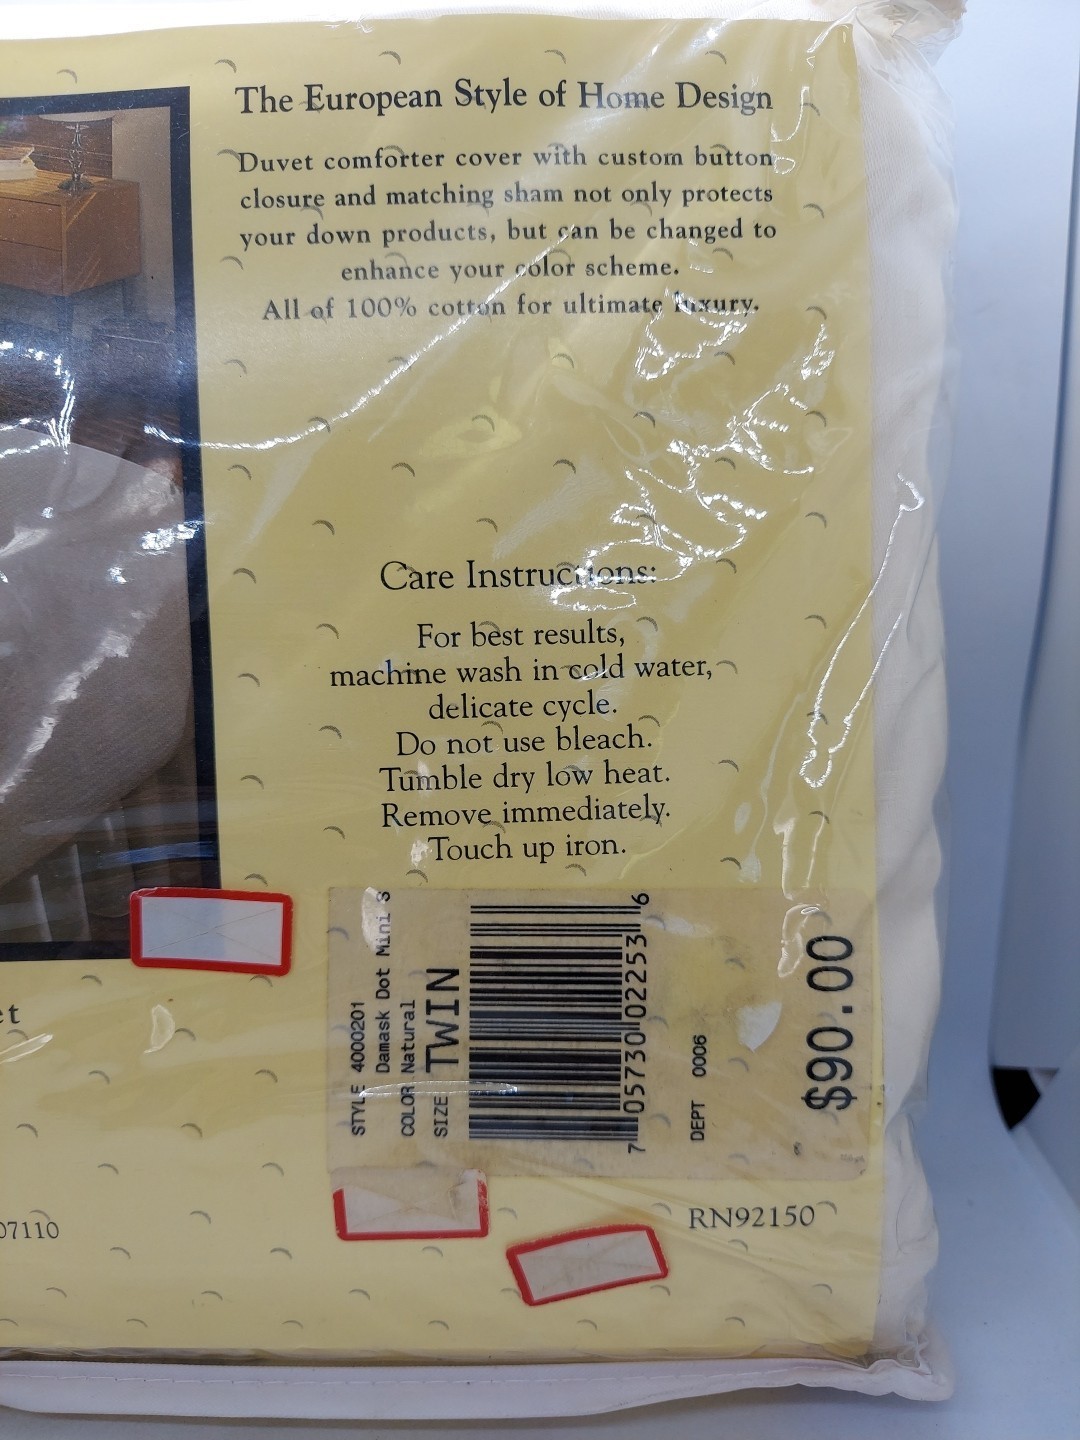 The European Style of Home Design
Duvet comforter cover with custom button
closure and matching sham not only protects
your down products, but can be changed to
enhance your color scheme.
All of 100% cotton for ultimate luxury.
Care Instructions:
For best results,
machine wash in cold water,
delicate cycle.
Do not use bleach.
Tumble dry low heat.
Remove immediately.
Touch up iron.
STYLE 4000201
Damask Dot Mini S
COLOR Natural
SIZE TWIN
7 05730 02253 6
DEPT 0006
$90.00
et
07110
RN92150